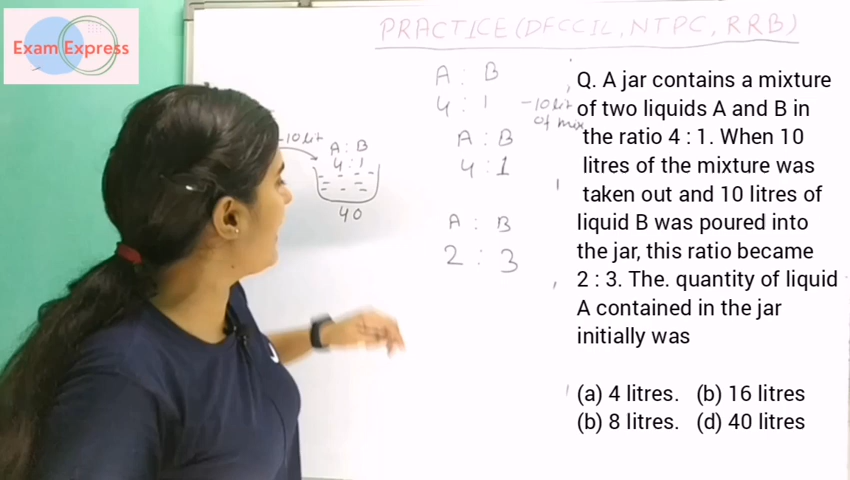 Exam Express
PRACTICE (DFCCIL, NTPC, RRB)
-10 lit
A : B
4 : 1
40
A : B
4 : 1
-10 lit
of mix
A : B
4 : 1
A : B
2 : 3
Q. A jar contains a mixture
of two liquids A and B in
the ratio 4 : 1. When 10
litres of the mixture was
taken out and 10 litres of
liquid B was poured into
the jar, this ratio became
2 : 3. The. quantity of liquid
A contained in the jar
initially was
(a) 4 litres. (b) 16 litres
(b) 8 litres. (d) 40 litres